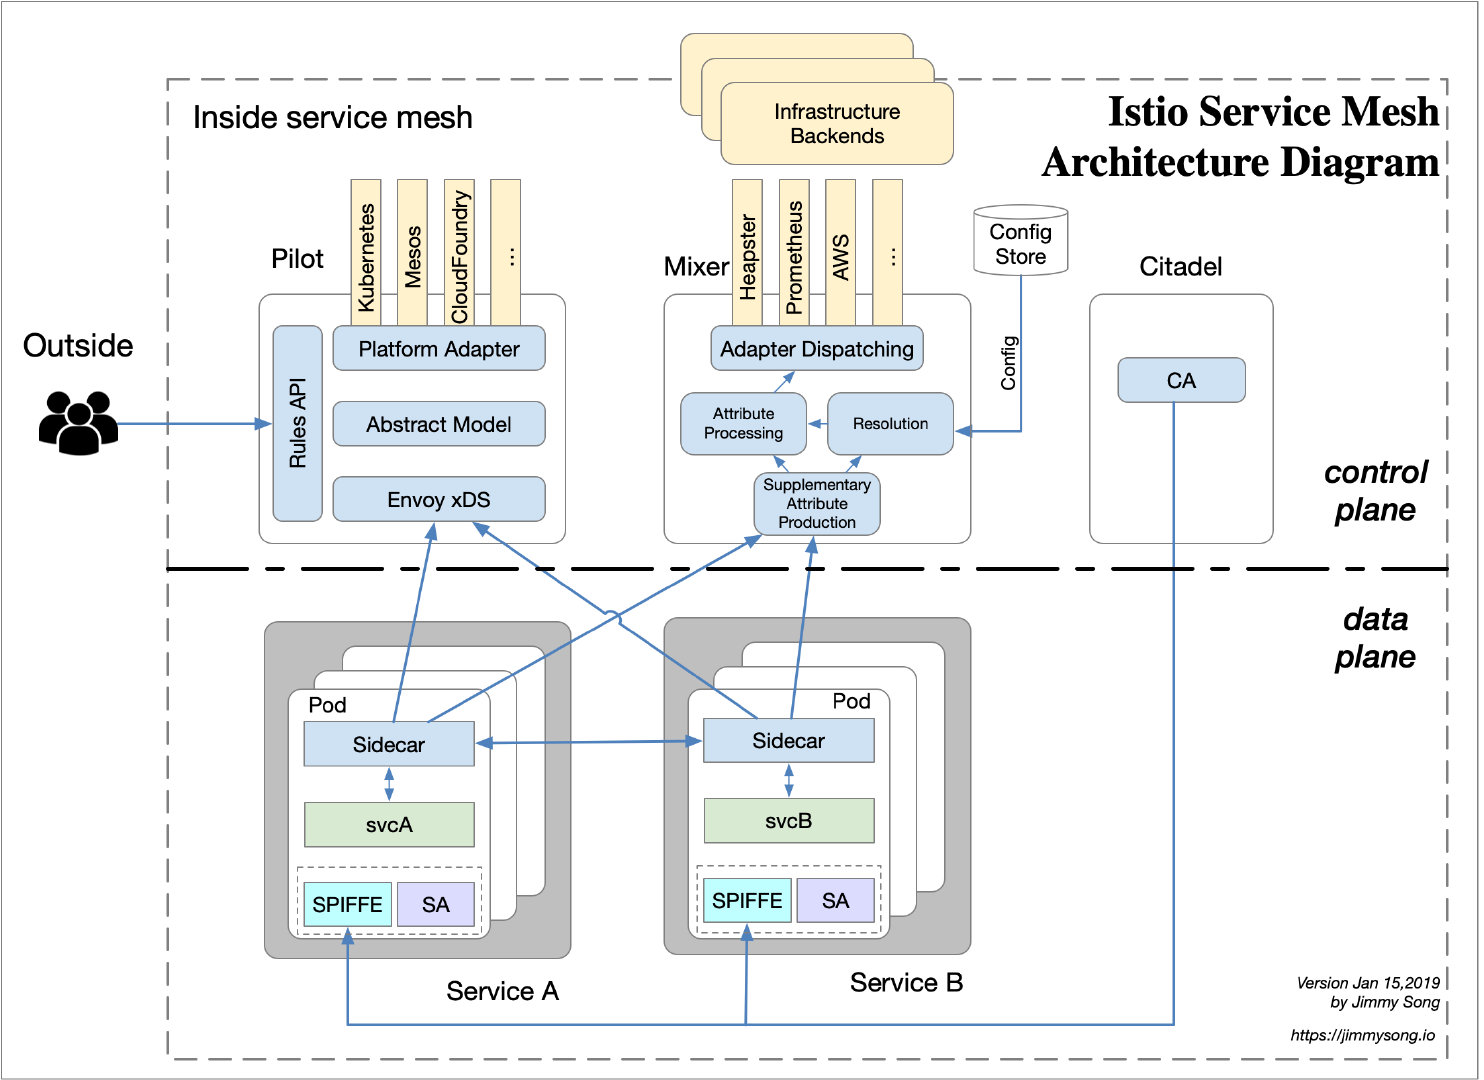 Infrastructure
Backends
Istio Service Mesh
Architecture Diagram
Inside service mesh
Pilot
Kubernetes
Mesos
CloudFoundry
...
Mixer
Heapster
Prometheus
AWS
...
Config
Store
Citadel
Outside
Rules API
Platform Adapter
Abstract Model
Envoy xDS
Adapter Dispatching
Attribute
Processing
Resolution
Supplementary
Attribute
Production
Config
CA
control
plane
data
plane
Pod
Sidecar
svcA
SPIFFE
SA
Service A
Pod
Sidecar
svcB
SPIFFE
SA
Service B
Version Jan 15,2019
by Jimmy Song
https://jimmysong.io